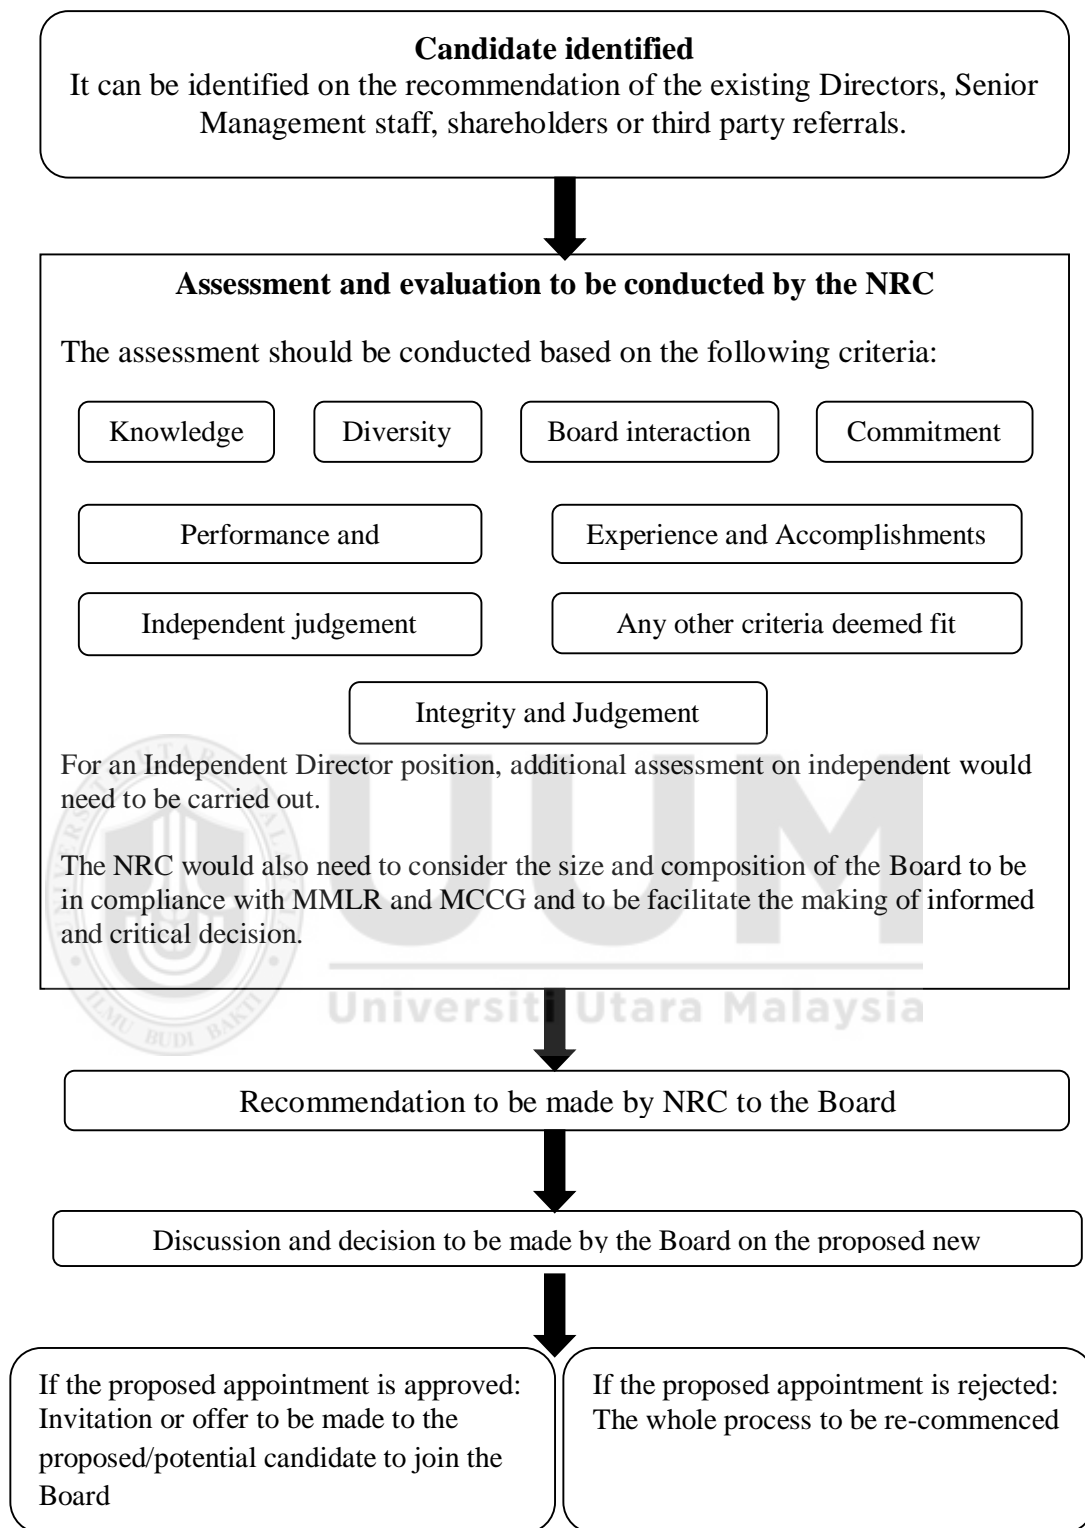 Candidate identified
It can be identified on the recommendation of the existing Directors, Senior
Management staff, shareholders or third party referrals.
Assessment and evaluation to be conducted by the NRC
The assessment should be conducted based on the following criteria:
Knowledge
Diversity
Board interaction
Commitment
Performance and
Experience and Accomplishments
Independent judgement
Any other criteria deemed fit
Integrity and Judgement
For an Independent Director position, additional assessment on independent would
need to be carried out.
The NRC would also need to consider the size and composition of the Board to be
in compliance with MMLR and MCCG and to be facilitate the making of informed
and critical decision.
UNIVERSITI UTARA MALAYSIA
ILMU BUDI BAKTI
UUM
Universiti Utara Malaysia
Recommendation to be made by NRC to the Board
Discussion and decision to be made by the Board on the proposed new
If the proposed appointment is approved:
Invitation or offer to be made to the
proposed/potential candidate to join the
Board
If the proposed appointment is rejected:
The whole process to be re-commenced